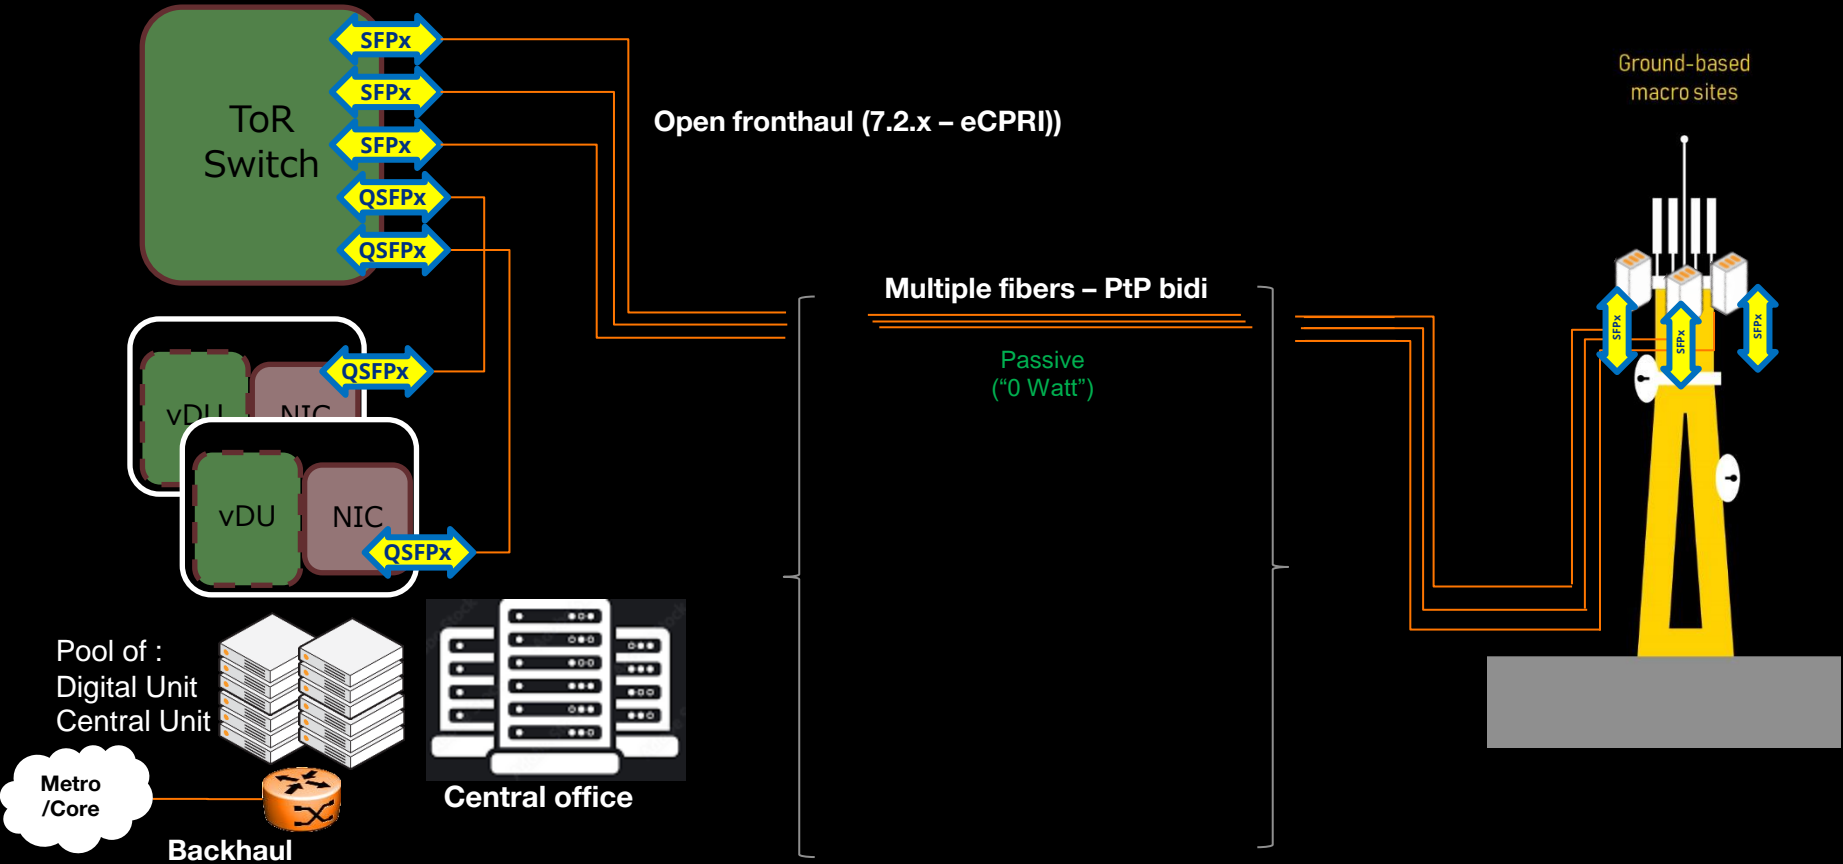 SFPx
SFPx
SFPx
QSFPx
QSFPx
ToR
Switch
Open fronthaul (7.2.x – eCPRI))
Ground-based
macro sites
Multiple fibers – PtP bidi
Passive
(“0 Watt”)
SFPx
SFPx
SFPx
QSFPx
vDU
NIC
vDU
NIC
QSFPx
Pool of :
Digital Unit
Central Unit
Metro
/Core
Central office
Backhaul